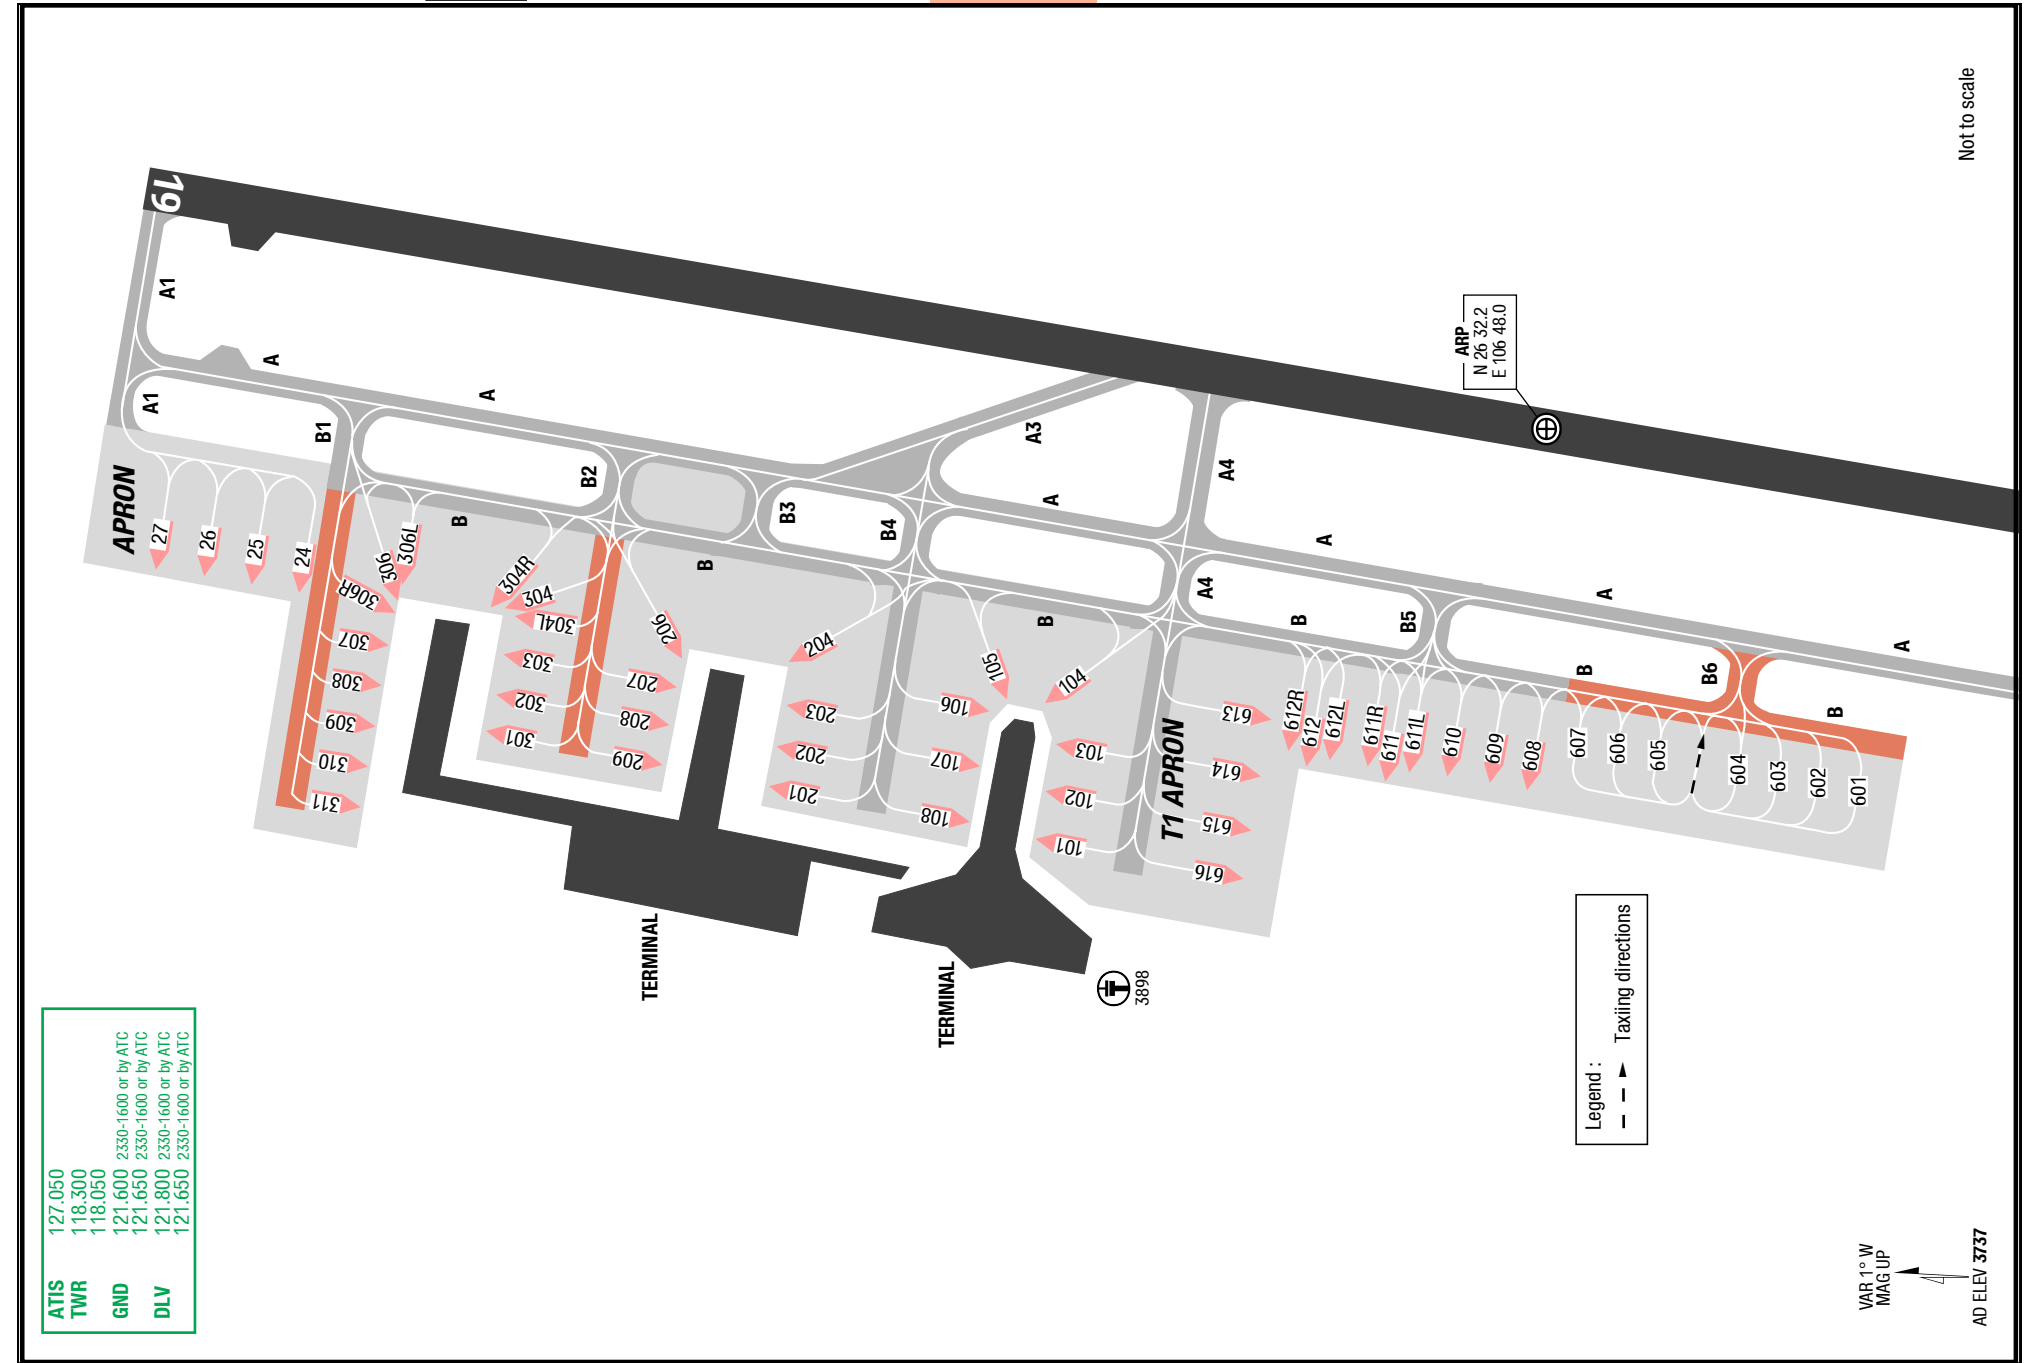 Not to scale
19
A1
A
A
A1
B1
B2
B
B3
B4
A3
A
A4
A
A4
B
B
B
B5
A
B
B6
A
B
ARP
N 26 32.2
E 106 48.0
APRON
27
26
25
24
306R
306
306L
307
308
309
310
311
304R
304
304L
303
302
301
206
207
208
209
204
203
202
201
105
104
106
107
108
103
102
101
T1 APRON
613
614
615
616
612R
612
612L
611R
611
611L
610
609
608
607
606
605
604
603
602
601
TERMINAL
TERMINAL
3898
Legend :
Taxiing directions
ATIS 127.050
TWR 118.300
118.050
GND 121.600 2330-1600 or by ATC
121.650 2330-1600 or by ATC
DLV 121.800 2330-1600 or by ATC
121.650 2330-1600 or by ATC
VAR 1° W
MAG UP
AD ELEV 3737